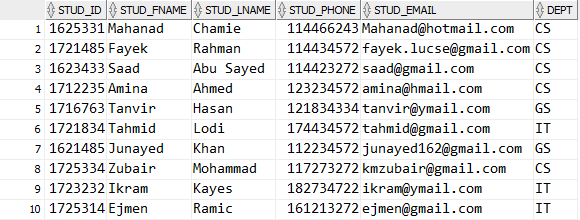 STUD_ID STUD_FNAME STUD_LNAME STUD_PHONE STUD_EMAIL DEPT
1 1625331 Mahanad Chamie 114466243 Mahanad@hotmail.com CS
2 1721485 Fayek Rahman 114434572 fayek.lucse@gmail.com CS
3 1623433 Saad Abu Sayed 114423272 saad@gmail.com CS
4 1712235 Amina Ahmed 123234572 amina@hmail.com CS
5 1716763 Tanvir Hasan 121834334 tanvir@ymail.com GS
6 1721834 Tahmid Lodi 174434572 tahmid@gmail.com IT
7 1621485 Junayed Khan 112234572 junayed162@gmail.com GS
8 1725334 Zubair Mohammad 117273272 kmzubair@gmail.com CS
9 1723232 Ikram Kayes 182734722 ikram@ymail.com IT
10 1725314 Ejmen Ramic 161213272 ejmen@gmail.com IT